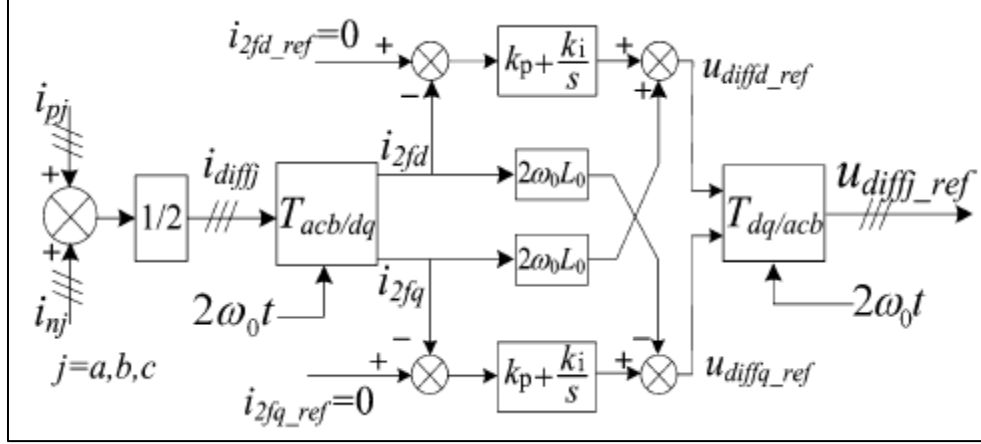 i2fd_ref=0
+
−
kp+ki/s
+
+
udiffd_ref
ipj
+
1/2
idiffj
Tacb/dq
i2fd
2ω0L0
i2fq
2ω0L0
Tdq/acb
udiffj_ref
+
inj
2ω0t
2ω0t
j=a,b,c
−
+
i2fq_ref=0
kp+ki/s
+
−
udiffq_ref